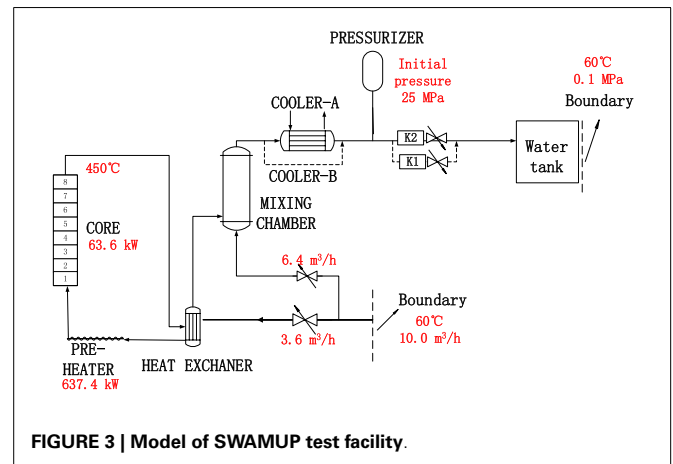 PRESSURIZER
Initial
pressure
25 MPa
60℃
0.1 MPa
Boundary
COOLER-A
K2
K1
Water
tank
COOLER-B
450℃
MIXING
CHAMBER
8
7
6
5
4
3
2
1
CORE
63.6 kW
6.4 m³/h
Boundary
60℃
10.0 m³/h
3.6 m³/h
PRE-
HEATER
637.4 kW
HEAT EXCHANER
FIGURE 3 | Model of SWAMUP test facility.